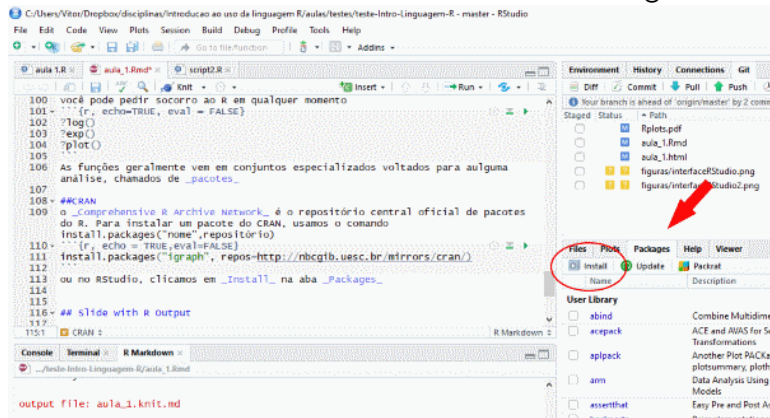 C:/Users/Vitor/Dropbox/disciplinas/Introducao ao uso da linguagem R/aulas/testes/teste-Intro-Linguagem-R - master - RStudio
File Edit Code View Plots Session Build Debug Profile Tools Help
Go to file/function Addins
aula 1.R aula_1.Rmd* script2.R
Knit Insert Run
100 você pode pedir socorro ao R em qualquer momento
101 ```{r, echo=TRUE, eval = FALSE}
102 ?log()
103 ?exp()
104 ?plot()
105 ```
106 As funções geralmente vem em conjuntos especializados voltados para aulguma
análise, chamados de _pacotes_
107
108 ##CRAN
109 o _Comprehensive R Archive Network_ é o repositório central oficial de pacotes
do R. Para instalar um pacote do CRAN, usamos o comando
install.packages("nome",repositório)
110 ```{r, echo = TRUE,eval=FALSE}
111 install.packages("igraph", repos=http://nbcgib.uesc.br/mirrors/cran/)
112 ```
113 ou no RStudio, clicamos em _Install_ na aba _Packages_
114
115
116 ## Slide with R Output
117
115:1 CRAN R Markdown
Console Terminal R Markdown
.../teste-Intro-Linguagem-R/aula_1.Rmd
output file: aula_1.knit.md
Environment History Connections Git
Diff Commit Pull Push
Your branch is ahead of 'origin/master' by 2 comm
Staged Status Path
M Rplots.pdf
M aula_1.Rmd
M aula_1.html
? ? figuras/interfaceRStudio.png
? ? figuras/interfaceRStudio2.png
Files Plots Packages Help Viewer
Install Update Packrat
Name Description
User Library
abind Combine Multidime
acepack ACE and AVAS for Se
Transformations
aplpack Another Plot PACKa
plotsummary, ploth
arm Data Analysis Using
Models
assertthat Easy Pre and Post As